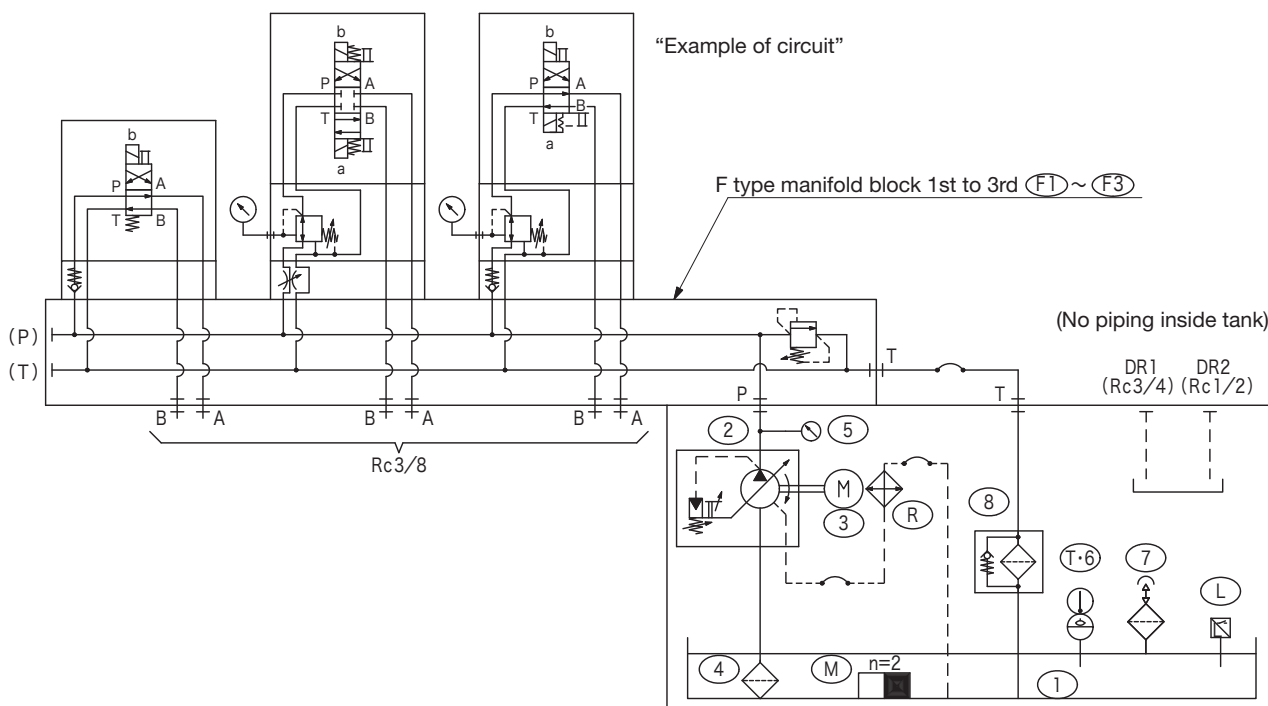 b
P A
T B
b
P A
T B
a
b
P A
T B
a
“Example of circuit”
F type manifold block 1st to 3rd F1 ~ F3
(No piping inside tank)
(P)
(T)
T
P
T
DR1 (Rc3/4)
DR2 (Rc1/2)
B A
B A
B A
Rc3/8
2
5
M
3
R
8
T·6
7
L
4
M
n=2
1